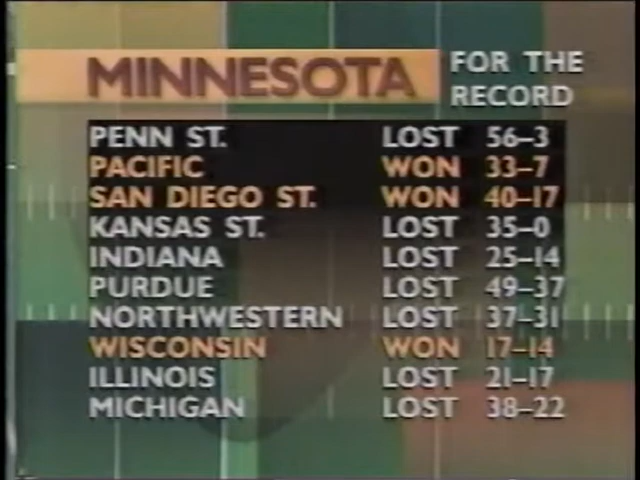 MINNESOTA
FOR THE
RECORD
PENN ST. LOST 56–3
PACIFIC WON 33–7
SAN DIEGO ST. WON 40–17
KANSAS ST. LOST 35–0
INDIANA LOST 25–14
PURDUE LOST 49–37
NORTHWESTERN LOST 37–31
WISCONSIN WON 17–14
ILLINOIS LOST 21–17
MICHIGAN LOST 38–22